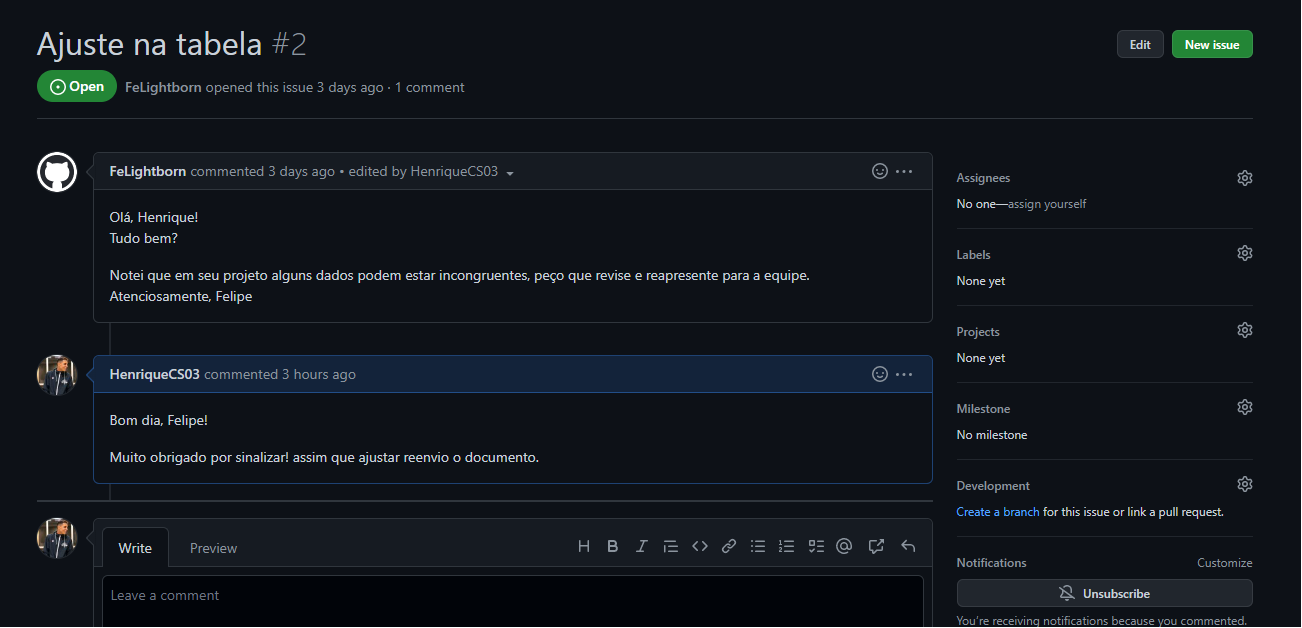 Ajuste na tabela #2
Edit
New issue
Open
FeLightborn opened this issue 3 days ago · 1 comment
FeLightborn commented 3 days ago • edited by HenriqueCS03
Olá, Henrique!
Tudo bem?
Notei que em seu projeto alguns dados podem estar incongruentes, peço que revise e reapresente para a equipe.
Atenciosamente, Felipe
HenriqueCS03 commented 3 hours ago
Bom dia, Felipe!
Muito obrigado por sinalizar! assim que ajustar reenvio o documento.
Write
Preview
Leave a comment
Assignees
No one—assign yourself
Labels
None yet
Projects
None yet
Milestone
No milestone
Development
Create a branch for this issue or link a pull request.
Notifications
Customize
Unsubscribe
You're receiving notifications because you commented.